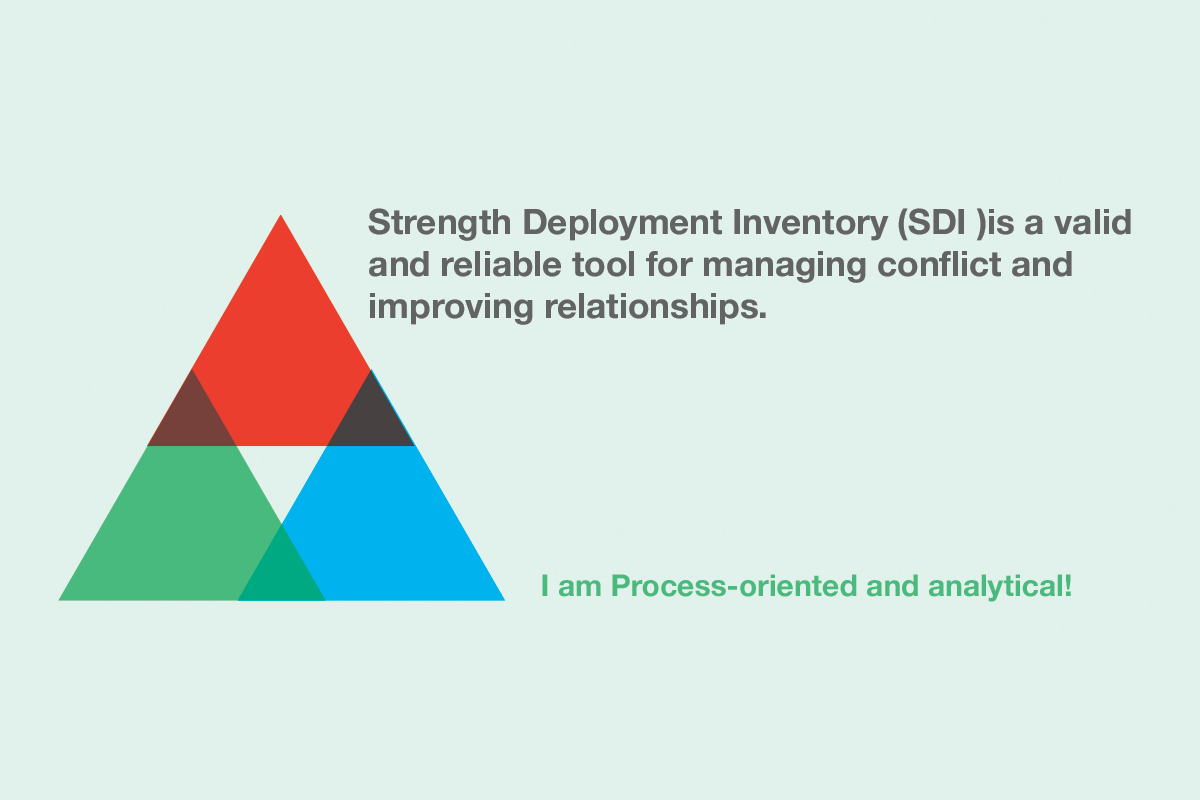 Strength Deployment Inventory (SDI )is a valid
and reliable tool for managing conflict and
improving relationships.
I am Process-oriented and analytical!